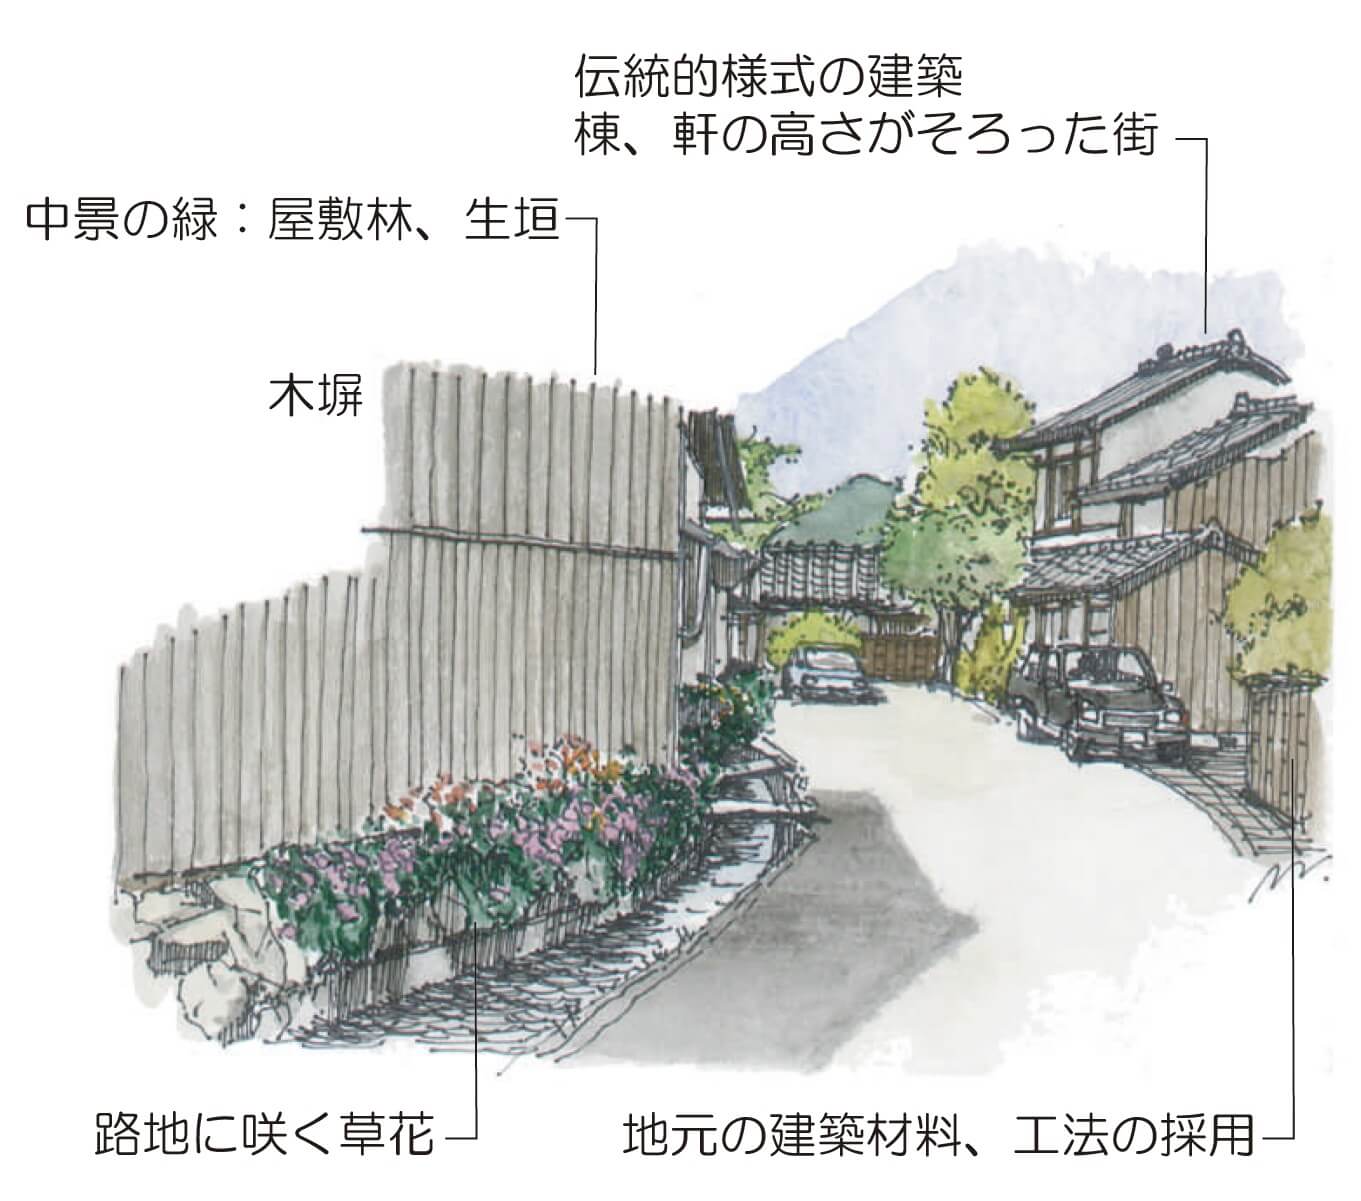 伝統的様式の建築
棟、軒の高さがそろった街
中景の緑：屋敷林、生垣
木塀
路地に咲く草花
地元の建築材料、工法の採用